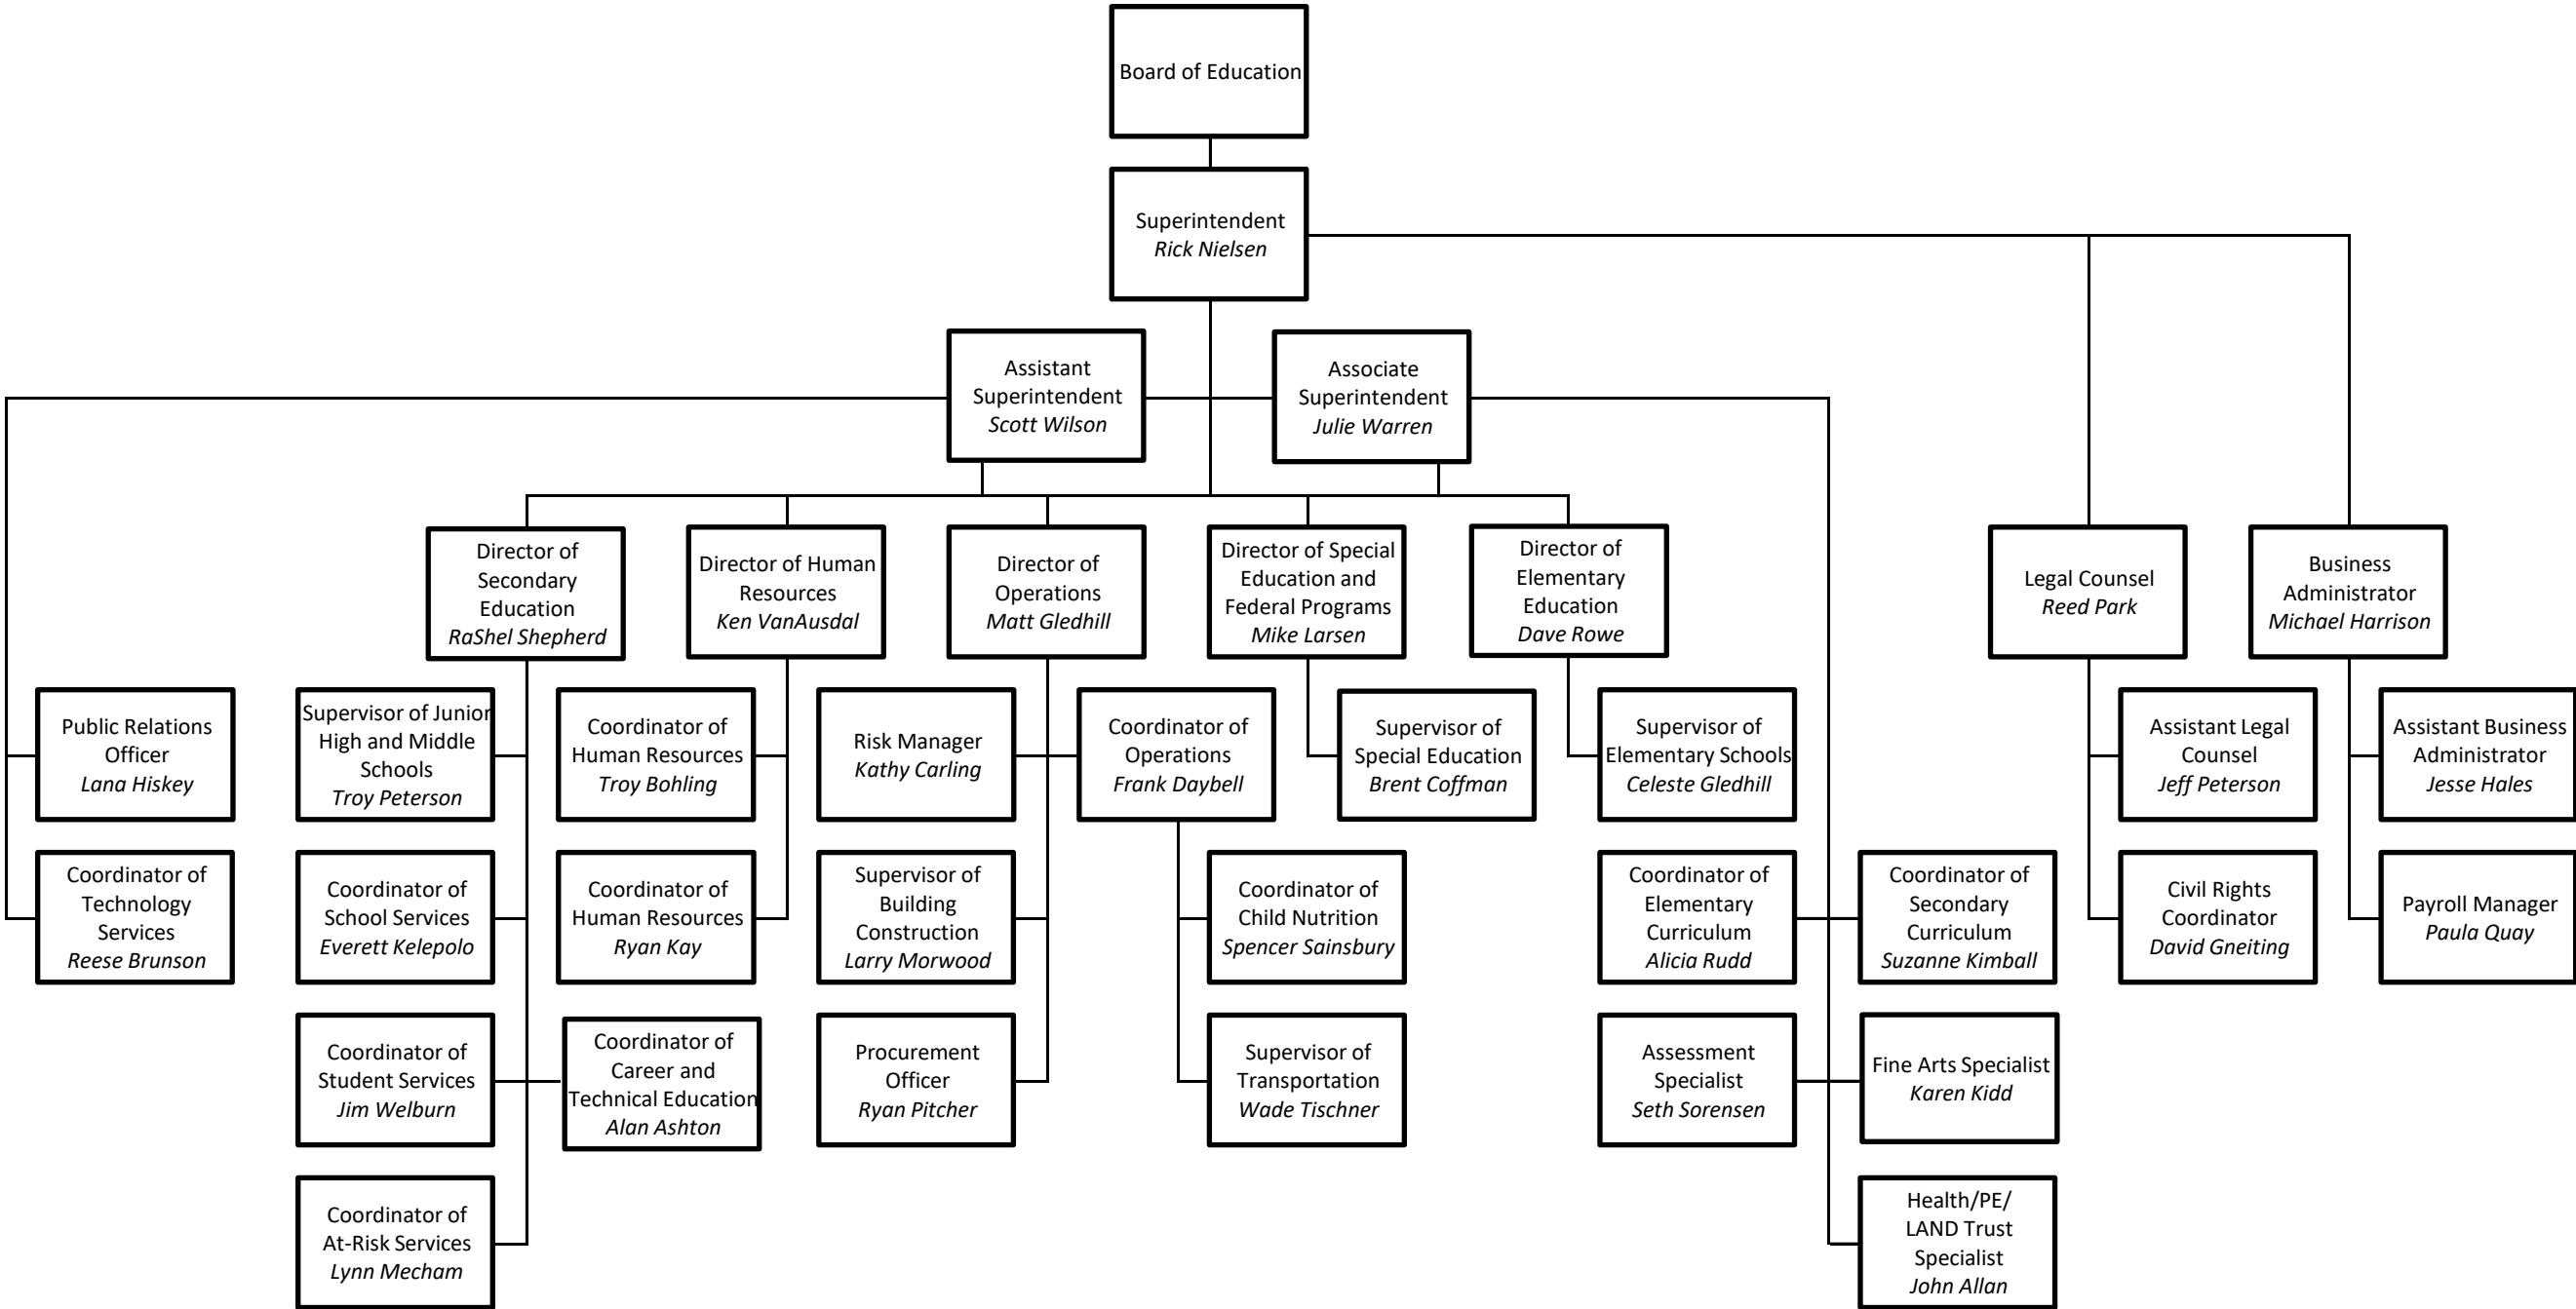 Board of Education
Superintendent
Rick Nielsen
Assistant
Superintendent
Scott Wilson
Associate
Superintendent
Julie Warren
Director of
Secondary
Education
RaShel Shepherd
Director of Human
Resources
Ken VanAusdal
Director of
Operations
Matt Gledhill
Director of Special
Education and
Federal Programs
Mike Larsen
Director of
Elementary
Education
Dave Rowe
Legal Counsel
Reed Park
Business
Administrator
Michael Harrison
Public Relations
Officer
Lana Hiskey
Supervisor of Junior
High and Middle
Schools
Troy Peterson
Coordinator of
Human Resources
Troy Bohling
Risk Manager
Kathy Carling
Coordinator of
Operations
Frank Daybell
Supervisor of
Special Education
Brent Coffman
Supervisor of
Elementary Schools
Celeste Gledhill
Assistant Legal
Counsel
Jeff Peterson
Assistant Business
Administrator
Jesse Hales
Coordinator of
Technology
Services
Reese Brunson
Coordinator of
School Services
Everett Kelepolo
Coordinator of
Human Resources
Ryan Kay
Supervisor of
Building
Construction
Larry Morwood
Coordinator of
Child Nutrition
Spencer Sainsbury
Coordinator of
Elementary
Curriculum
Alicia Rudd
Coordinator of
Secondary
Curriculum
Suzanne Kimball
Civil Rights
Coordinator
David Gneiting
Payroll Manager
Paula Quay
Coordinator of
Student Services
Jim Welburn
Coordinator of
Career and
Technical Education
Alan Ashton
Procurement
Officer
Ryan Pitcher
Supervisor of
Transportation
Wade Tischner
Assessment
Specialist
Seth Sorensen
Fine Arts Specialist
Karen Kidd
Coordinator of
At-Risk Services
Lynn Mecham
Health/PE/
LAND Trust
Specialist
John Allan